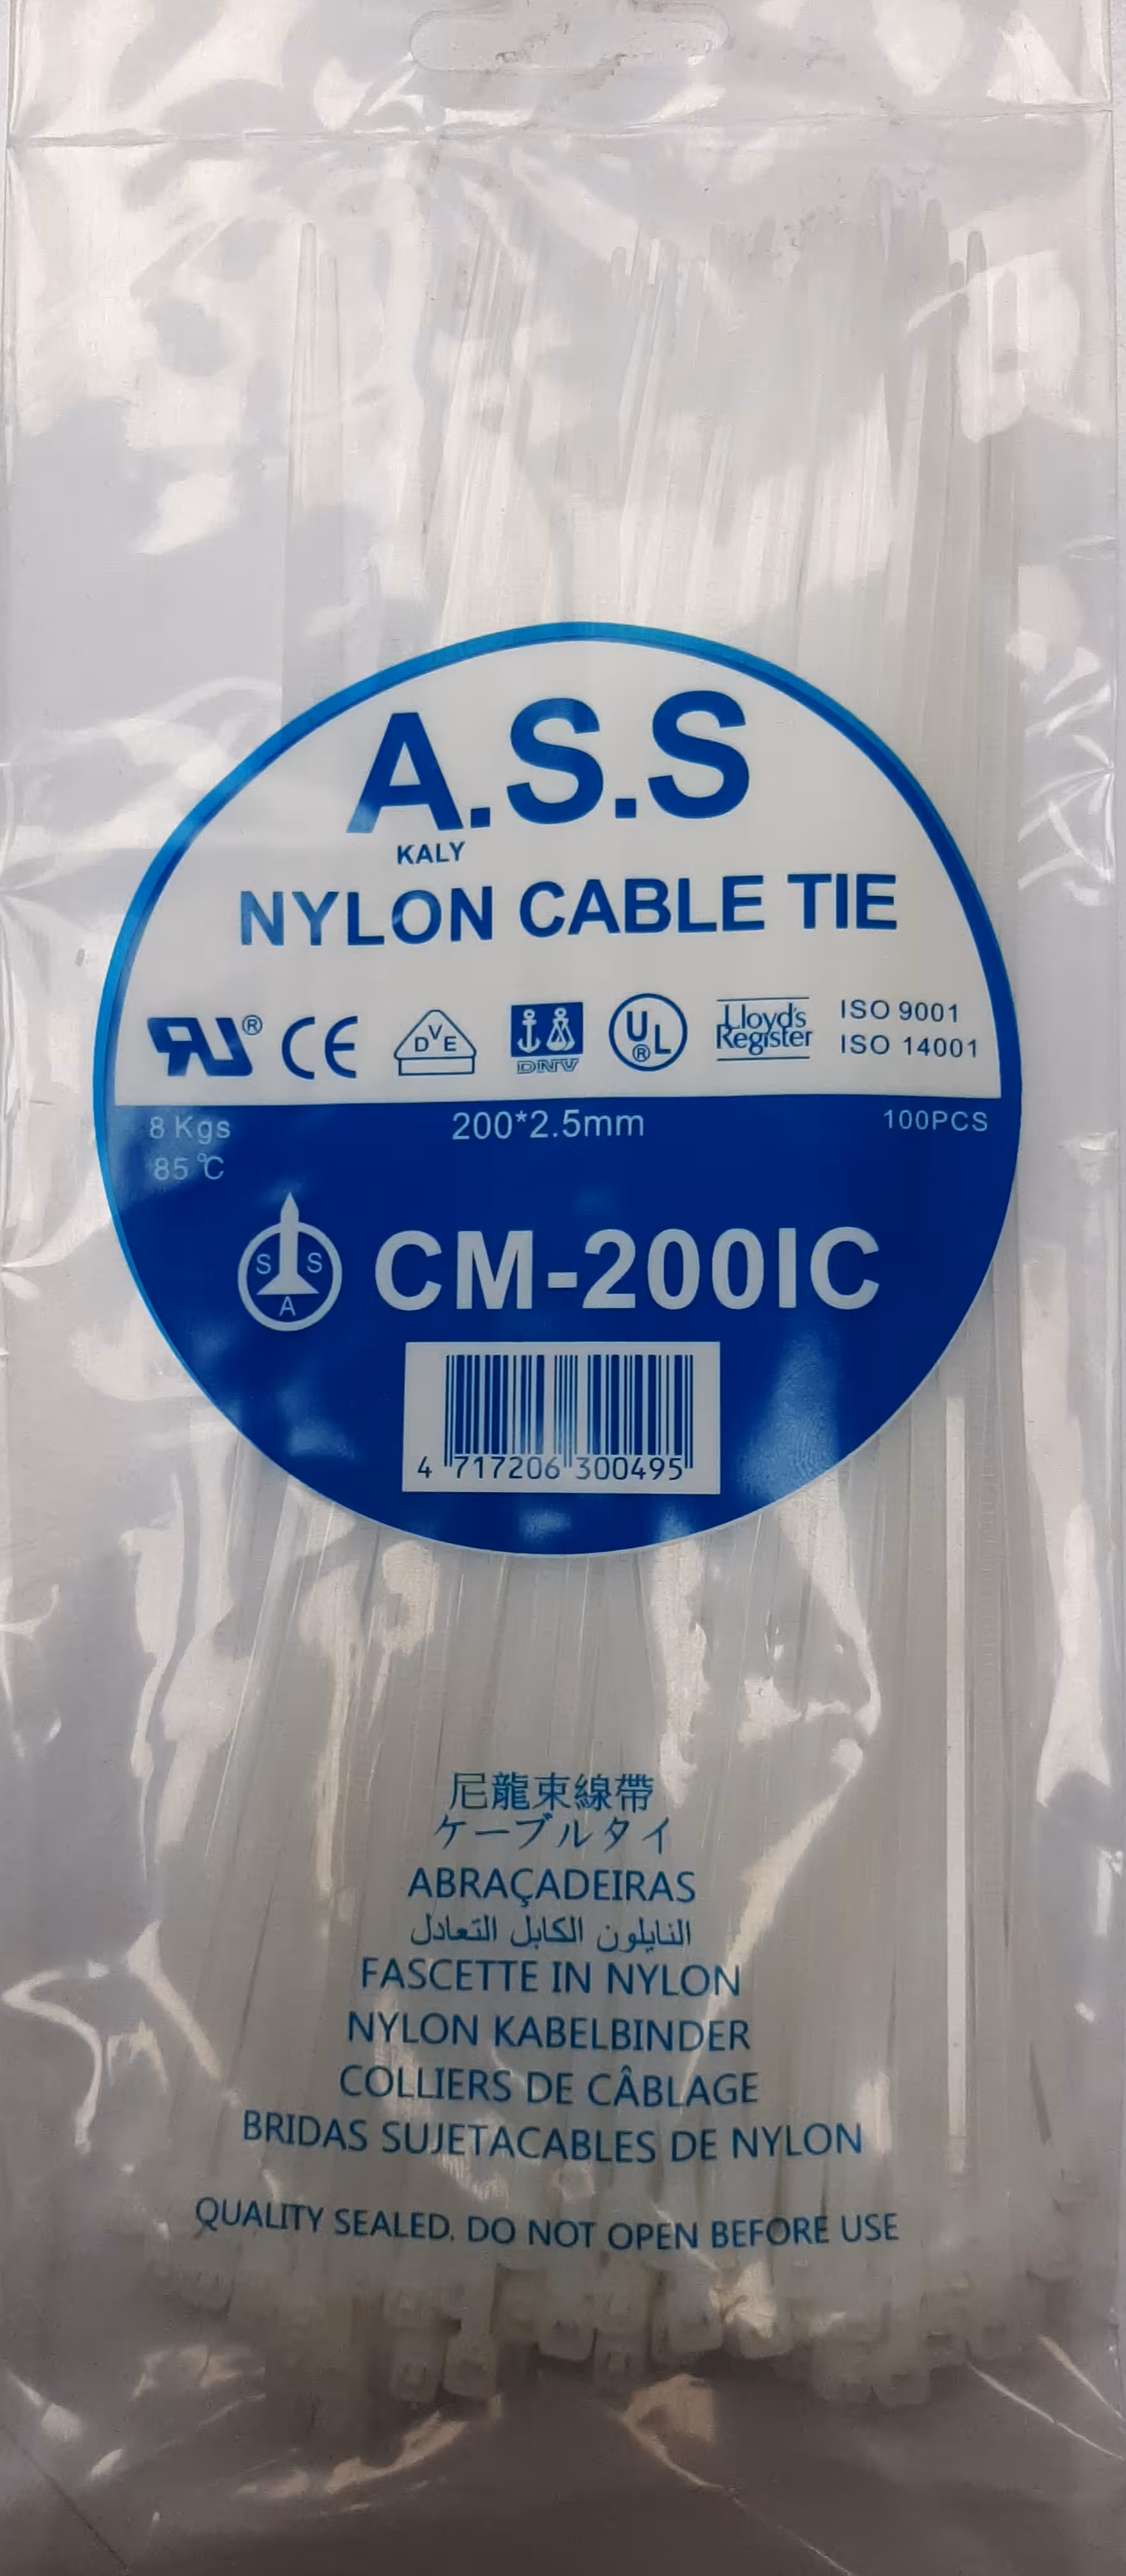 A.S.S
KALY
NYLON CABLE TIE
RU® CE DVE DNV UL® Lloyd's Register ISO 9001
ISO 14001
8 Kgs 200*2.5mm 100PCS
85℃
S S A CM-200IC
4 717206 300495
尼龍束線帶
ケーブルタイ
ABRAÇADEIRAS
النايلون الكابل التعادل
FASCETTE IN NYLON
NYLON KABELBINDER
COLLIERS DE CÂBLAGE
BRIDAS SUJETACABLES DE NYLON
QUALITY SEALED. DO NOT OPEN BEFORE USE